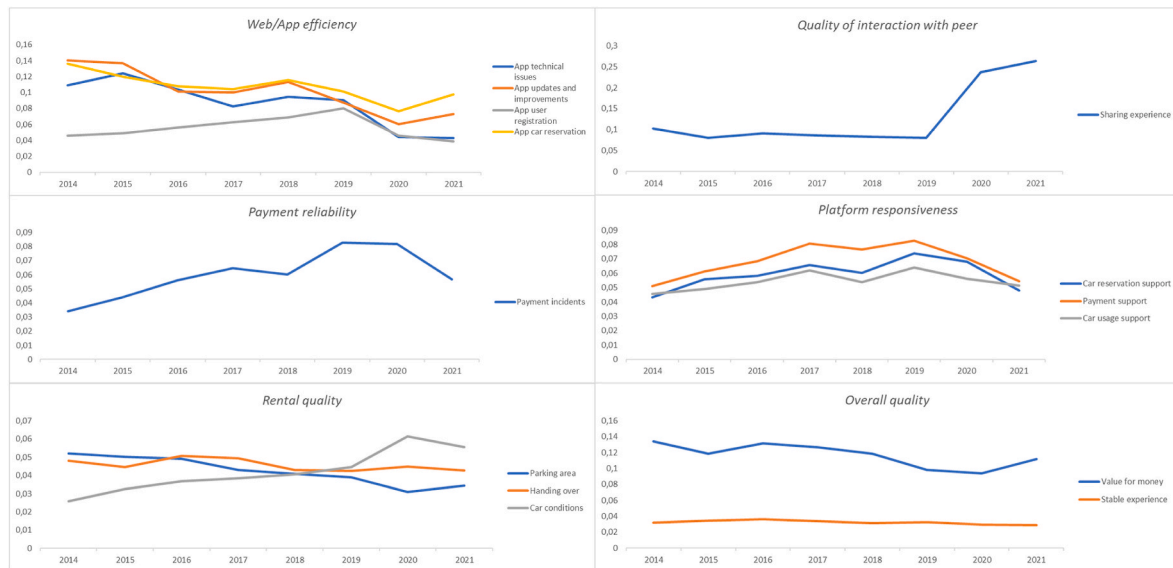 Web/App efficiency
0,16
0,14
0,12
0,1
0,08
0,06
0,04
0,02
0
2014 2015 2016 2017 2018 2019 2020 2021
App technical
issues
App updates and
improvements
App user
registration
App car reservation
Quality of interaction with peer
0,3
0,25
0,2
0,15
0,1
0,05
0
2014 2015 2016 2017 2018 2019 2020 2021
Sharing experience
Payment reliability
0,09
0,08
0,07
0,06
0,05
0,04
0,03
0,02
0,01
0
2014 2015 2016 2017 2018 2019 2020 2021
Payment incidents
Platform responsiveness
0,09
0,08
0,07
0,06
0,05
0,04
0,03
0,02
0,01
0
2014 2015 2016 2017 2018 2019 2020 2021
Car reservation support
Payment support
Car usage support
Rental quality
0,07
0,06
0,05
0,04
0,03
0,02
0,01
0
2014 2015 2016 2017 2018 2019 2020 2021
Parking area
Handing over
Car conditions
Overall quality
0,16
0,14
0,12
0,1
0,08
0,06
0,04
0,02
0
2014 2015 2016 2017 2018 2019 2020 2021
Value for money
Stable experience